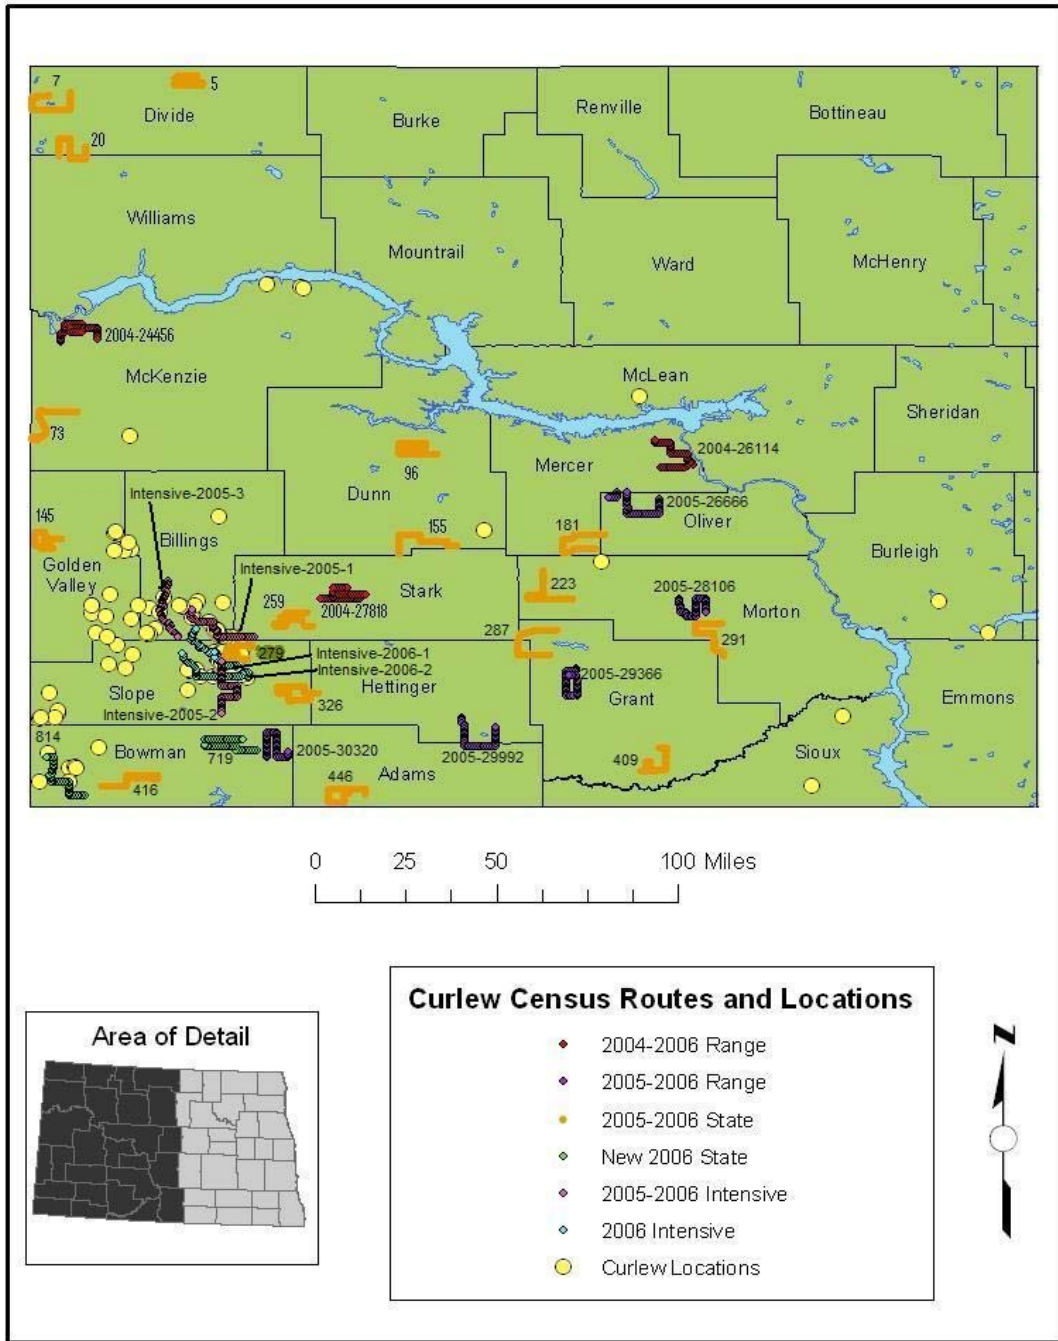 7
5
Divide
Burke
Renville
Bottineau
20
Williams
Mountrail
Ward
McHenry
2004-24456
McKenzie
McLean
Sheridan
73
96
Mercer
2004-26114
Dunn
Intensive-2005-3
2005-26666
Oliver
145
Billings
155
181
Burleigh
Golden
Valley
Intensive-2005-1
Stark
223
2005-28106
Morton
259
2004-27818
287
291
279
Intensive-2006-1
Intensive-2006-2
2005-29366
Slope
Hettinger
Grant
Emmons
326
Intensive-2005-2
814
Bowman
719
2005-30320
2005-29992
Adams
409
Sioux
416
446
0 25 50 100 Miles
Curlew Census Routes and Locations
2004-2006 Range
2005-2006 Range
2005-2006 State
New 2006 State
2005-2006 Intensive
2006 Intensive
Curlew Locations
Area of Detail
N